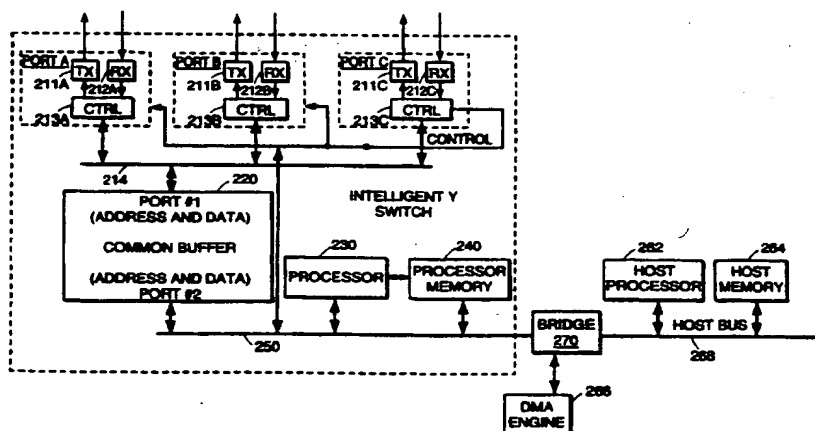 PORT A
PORT B
PORT C
TX
RX
TX
RX
TX
RX
211A
212A
211B
212B
211C
212C
CTRL
CTRL
CTRL
213A
213B
213C
CONTROL
214
220
PORT #1
(ADDRESS AND DATA)
COMMON BUFFER
(ADDRESS AND DATA)
PORT #2
INTELLIGENT Y
SWITCH
230
PROCESSOR
240
PROCESSOR
MEMORY
250
262
HOST
PROCESSOR
264
HOST
MEMORY
BRIDGE
270
HOST BUS
268
DMA
ENGINE
266